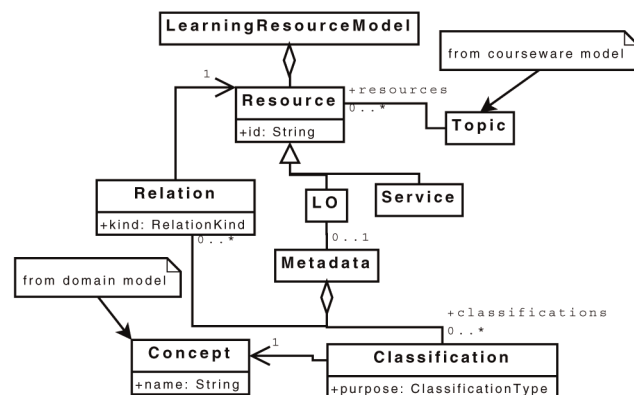 LearningResourceModel
from courseware model
1
+resources
0..*
Resource
+id: String
Topic
Relation
+kind: RelationKind
0..*
LO
Service
0..1
Metadata
from domain model
+classifications
0..*
1
Concept
+name: String
Classification
+purpose: ClassificationType